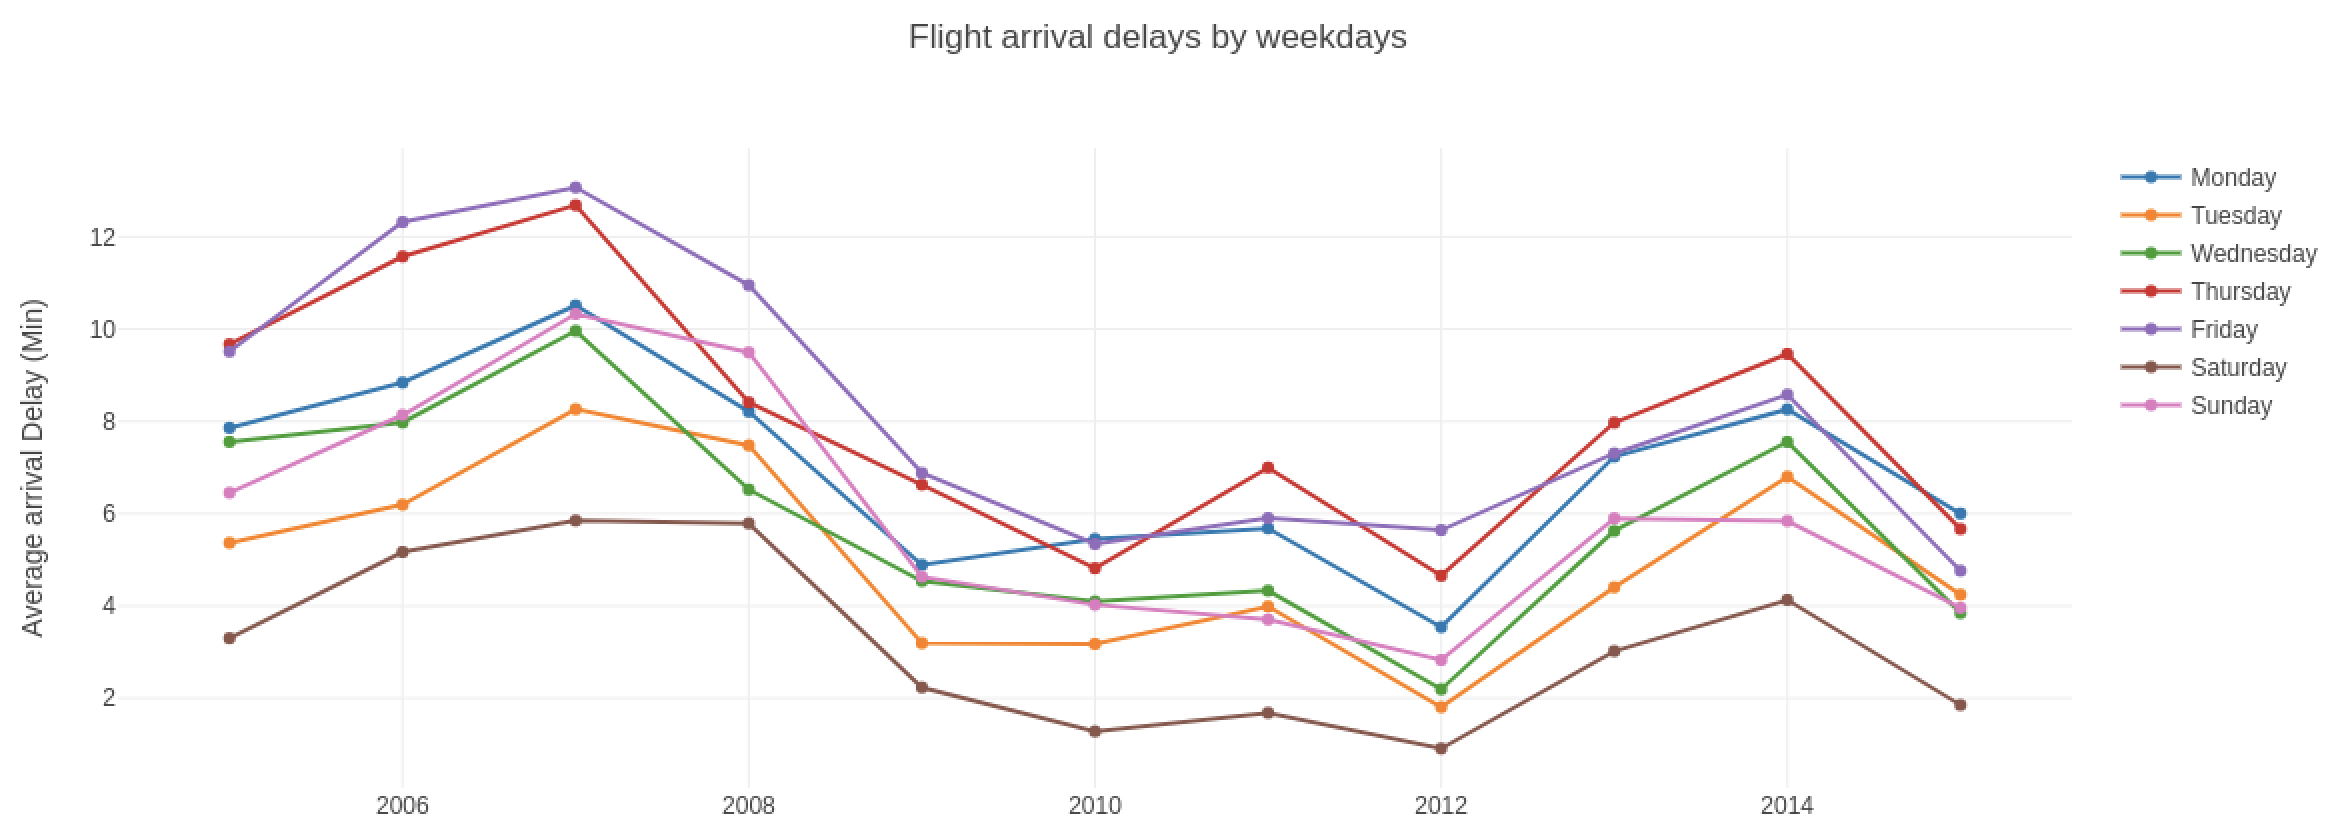 Flight arrival delays by weekdays
Average arrival Delay (Min)
12
10
8
6
4
2
2006
2008
2010
2012
2014
Monday
Tuesday
Wednesday
Thursday
Friday
Saturday
Sunday